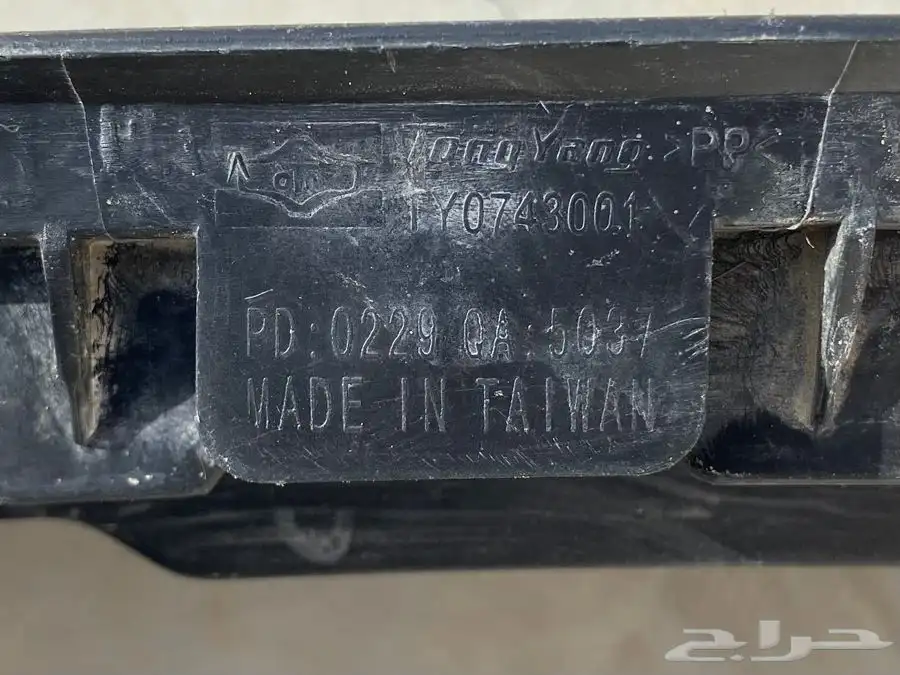 TongYang >PP<
TY0743001
PD:0229 QA:5037
MADE IN TAIWAN
حراج